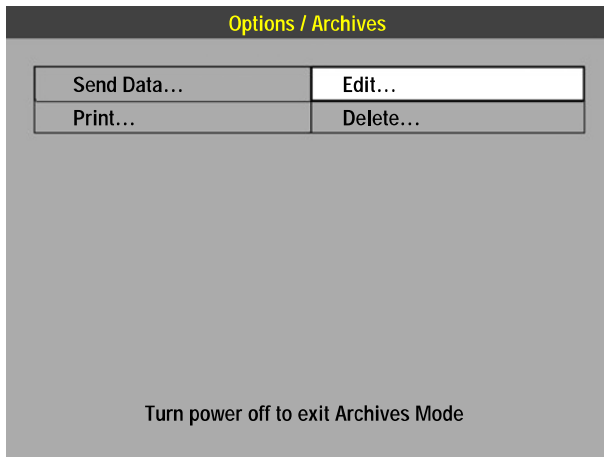 Options / Archives
Send Data... Edit...
Print... Delete...
Turn power off to exit Archives Mode